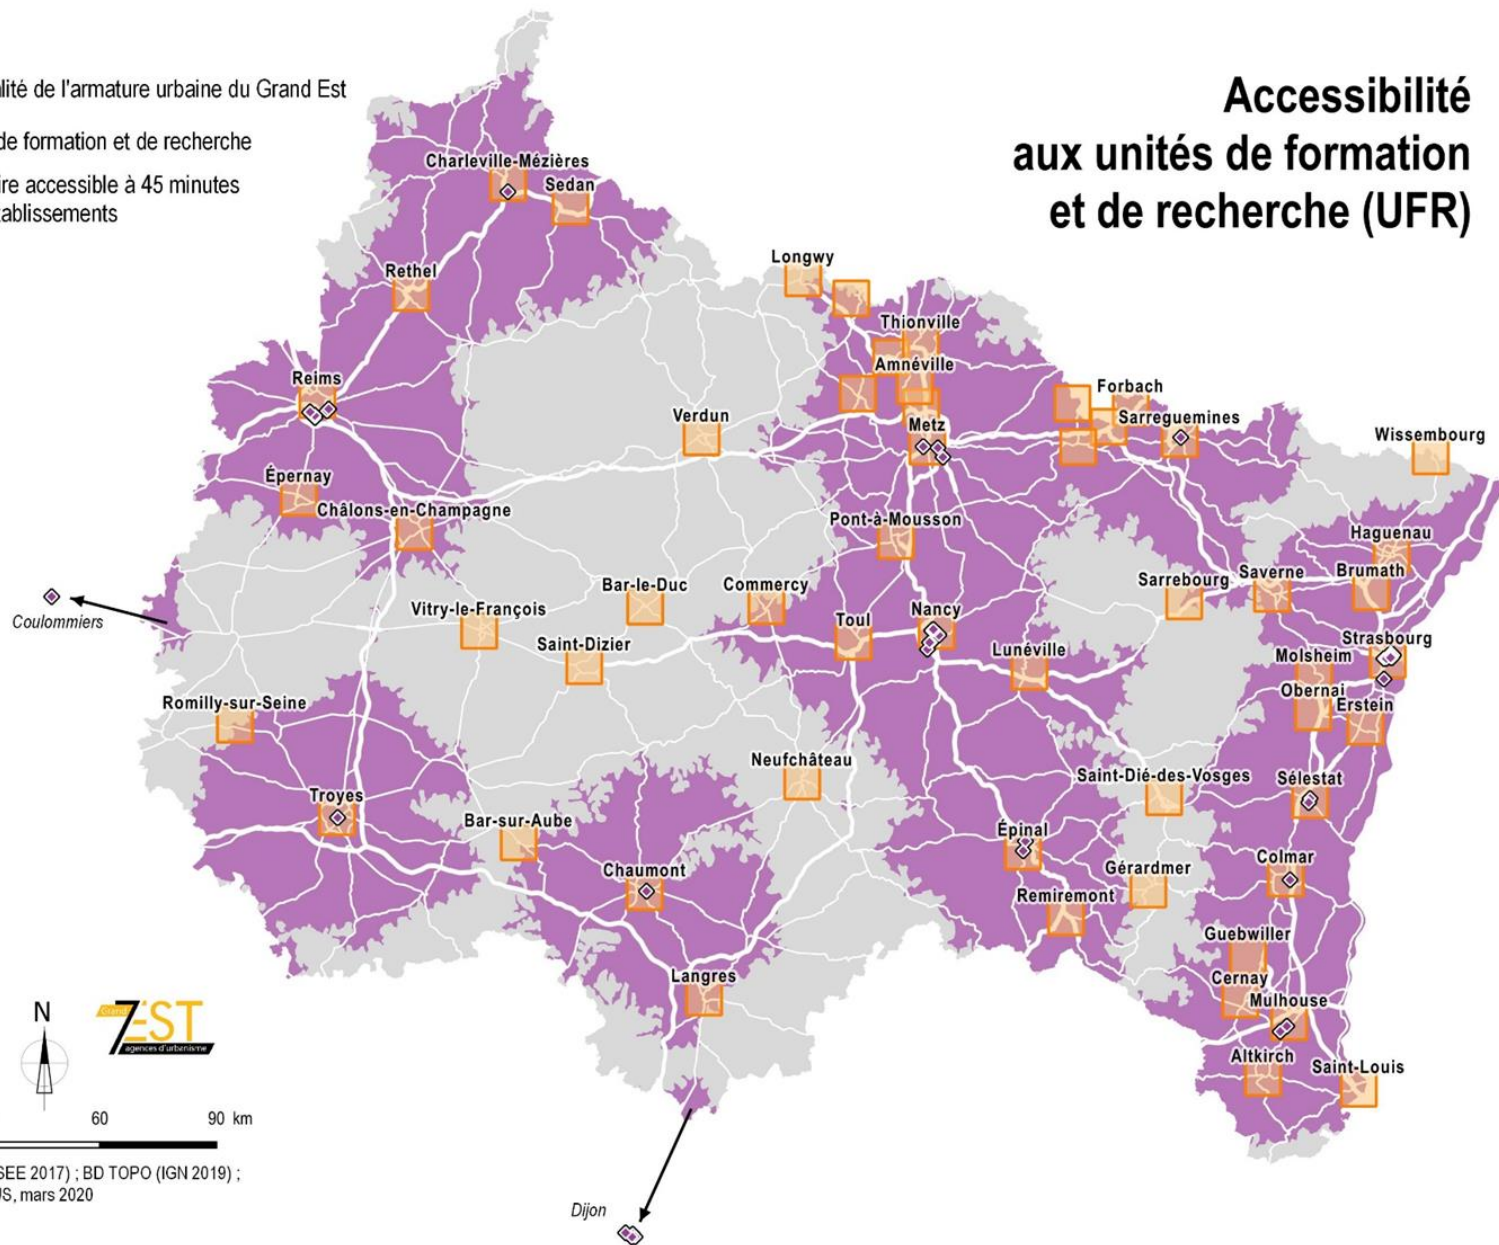 Accessibilité
aux unités de formation
et de recherche (UFR)
lité de l'armature urbaine du Grand Est
de formation et de recherche
ire accessible à 45 minutes
tablissements
Charleville-Mézières
Sedan
Rethel
Longwy
Thionville
Amnéville
Reims
Forbach
Sarreguemines
Verdun
Metz
Wissembourg
Épernay
Châlons-en-Champagne
Pont-à-Mousson
Haguenau
Sarrebourg
Saverne
Brumath
Bar-le-Duc
Commercy
Vitry-le-François
Toul
Nancy
Coulommiers
Saint-Dizier
Lunéville
Strasbourg
Molsheim
Obernai
Erstein
Romilly-sur-Seine
Neufchâteau
Saint-Dié-des-Vosges
Sélestat
Troyes
Bar-sur-Aube
Épinal
Chaumont
Gérardmer
Colmar
Remiremont
Guebwiller
Langres
Cernay
Mulhouse
Altkirch
Saint-Louis
N
Grand
7EST
agences d'urbanisme
60 90 km
SEE 2017) ; BD TOPO (IGN 2019) ;
US, mars 2020
Dijon